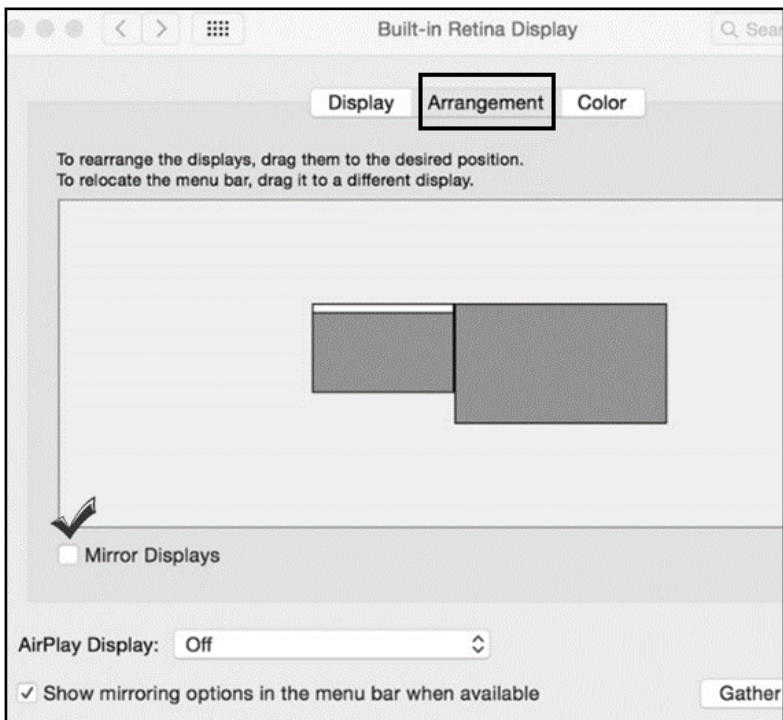 Built-in Retina Display
Display Arrangement Color
To rearrange the displays, drag them to the desired position.
To relocate the menu bar, drag it to a different display.
Mirror Displays
AirPlay Display: Off
Show mirroring options in the menu bar when available
Gather